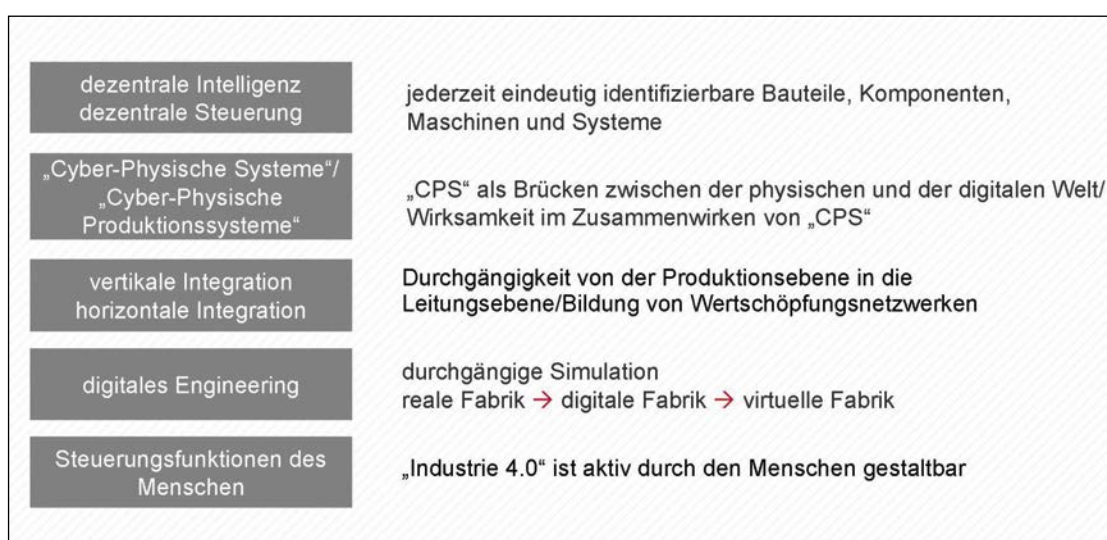 dezentrale Intelligenz
dezentrale Steuerung
jederzeit eindeutig identifizierbare Bauteile, Komponenten,
Maschinen und Systeme
„Cyber-Physische Systeme“/
„Cyber-Physische
Produktionssysteme“
„CPS“ als Brücken zwischen der physischen und der digitalen Welt/
Wirksamkeit im Zusammenwirken von „CPS“
vertikale Integration
horizontale Integration
Durchgängigkeit von der Produktionsebene in die
Leitungsebene/Bildung von Wertschöpfungsnetzwerken
digitales Engineering
durchgängige Simulation
reale Fabrik → digitale Fabrik → virtuelle Fabrik
Steuerungsfunktionen des
Menschen
„Industrie 4.0“ ist aktiv durch den Menschen gestaltbar